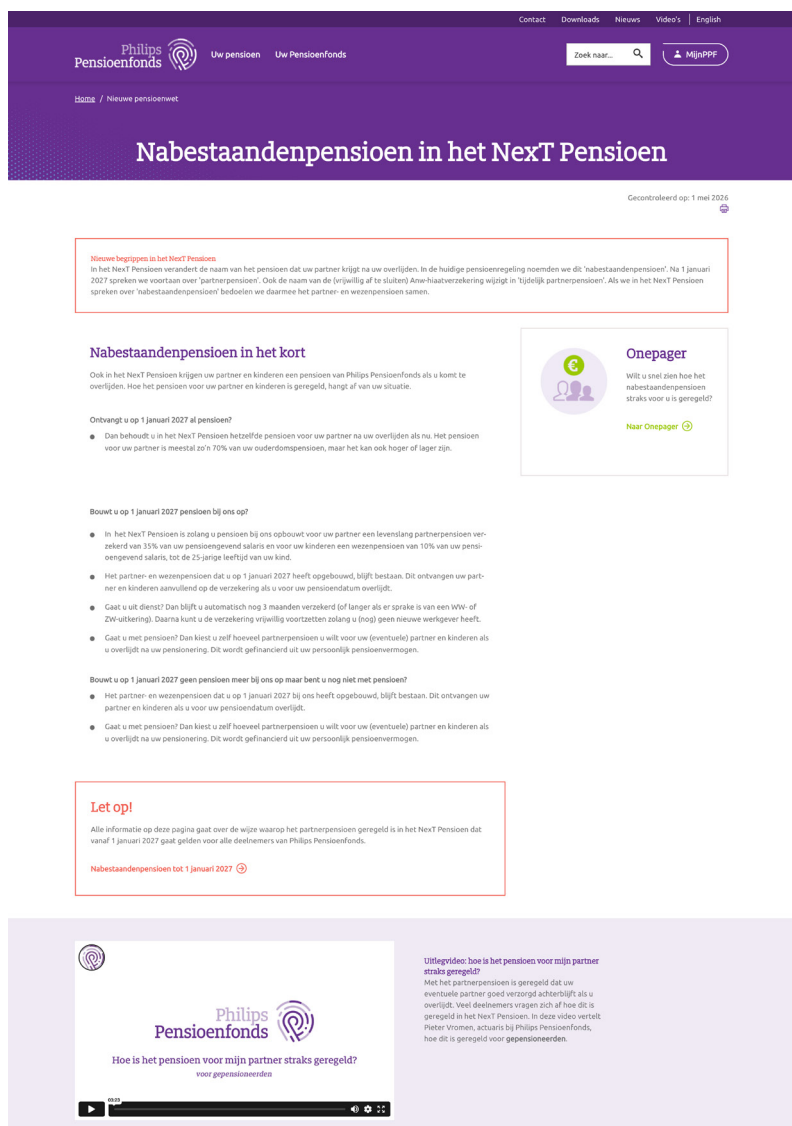 Contact Downloads Nieuws Video's English
Philips
Pensioenfonds
Uw pensioen Uw Pensioenfonds
Zoek naar...
MijnPPF
Home / Nieuwe pensioenwet
Nabestaandenpensioen in het NexT Pensioen
Gecontroleerd op: 1 mei 2026
Nieuwe begrippen in het NexT Pensioen
In het NexT Pensioen verandert de naam van het pensioen dat uw partner krijgt na uw overlijden. In de huidige pensioenregeling noemden we dit 'nabestaandenpensioen'. Na 1 januari
2027 spreken we voortaan over 'partnerpensioen'. Ook de naam van de (vrijwillig af te sluiten) Anw-hiaatverzekering wijzigt in 'tijdelijk partnerpensioen'. Als we in het NexT Pensioen
spreken over 'nabestaandenpensioen' bedoelen we daarmee het partner- en wezenpensioen samen.
Nabestaandenpensioen in het kort
Ook in het NexT Pensioen krijgen uw partner en kinderen een pensioen van Philips Pensioenfonds als u komt te
overlijden. Hoe het pensioen voor uw partner en kinderen is geregeld, hangt af van uw situatie.
Ontvangt u op 1 januari 2027 al pensioen?
Dan behoudt u in het NexT Pensioen hetzelfde pensioen voor uw partner na uw overlijden als nu. Het pensioen
voor uw partner is meestal zo'n 70% van uw ouderdomspensioen, maar het kan ook hoger of lager zijn.
Onepager
Wilt u snel zien hoe het
nabestaandenpensioen
straks voor u is geregeld?
Naar Onepager
Bouwt u op 1 januari 2027 pensioen bij ons op?
In het NexT Pensioen is zolang u pensioen bij ons opbouwt voor uw partner een levenslang partnerpensioen ver-
zekerd van 35% van uw pensioengevend salaris en voor uw kinderen een wezenpensioen van 10% van uw pensi-
oengevend salaris, tot de 25-jarige leeftijd van uw kind.
Het partner- en wezenpensioen dat u op 1 januari 2027 heeft opgebouwd, blijft bestaan. Dit ontvangen uw part-
ner en kinderen aanvullend op de verzekering als u voor uw pensioendatum overlijdt.
Gaat u uit dienst? Dan blijft u automatisch nog 3 maanden verzekerd (of langer als er sprake is van een WW- of
ZW-uitkering). Daarna kunt u de verzekering vrijwillig voortzetten zolang u (nog) geen nieuwe werkgever heeft.
Gaat u met pensioen? Dan kiest u zelf hoeveel partnerpensioen u wilt voor uw (eventuele) partner en kinderen als
u overlijdt na uw pensionering. Dit wordt gefinancierd uit uw persoonlijk pensioenvermogen.
Bouwt u op 1 januari 2027 geen pensioen meer bij ons op maar bent u nog niet met pensioen?
Het partner- en wezenpensioen dat u op 1 januari 2027 bij ons heeft opgebouwd, blijft bestaan. Dit ontvangen uw
partner en kinderen als u voor uw pensioendatum overlijdt.
Gaat u met pensioen? Dan kiest u zelf hoeveel partnerpensioen u wilt voor uw (eventuele) partner en kinderen als
u overlijdt na uw pensionering. Dit wordt gefinancierd uit uw persoonlijk pensioenvermogen.
Let op!
Alle informatie op deze pagina gaat over de wijze waarop het partnerpensioen geregeld is in het NexT Pensioen dat
vanaf 1 januari 2027 gaat gelden voor alle deelnemers van Philips Pensioenfonds.
Nabestaandenpensioen tot 1 januari 2027
Philips
Pensioenfonds
Hoe is het pensioen voor mijn partner straks geregeld?
voor gepensioneerden
03:23
Uitlegvideo: hoe is het pensioen voor mijn partner
straks geregeld?
Met het partnerpensioen is geregeld dat uw
eventuele partner goed verzorgd achterblijft als u
overlijdt. Veel deelnemers vragen zich af hoe dit is
geregeld in het NexT Pensioen. In deze video vertelt
Pieter Vromen, actuaris bij Philips Pensioenfonds,
hoe dit is geregeld voor gepensioneerden.